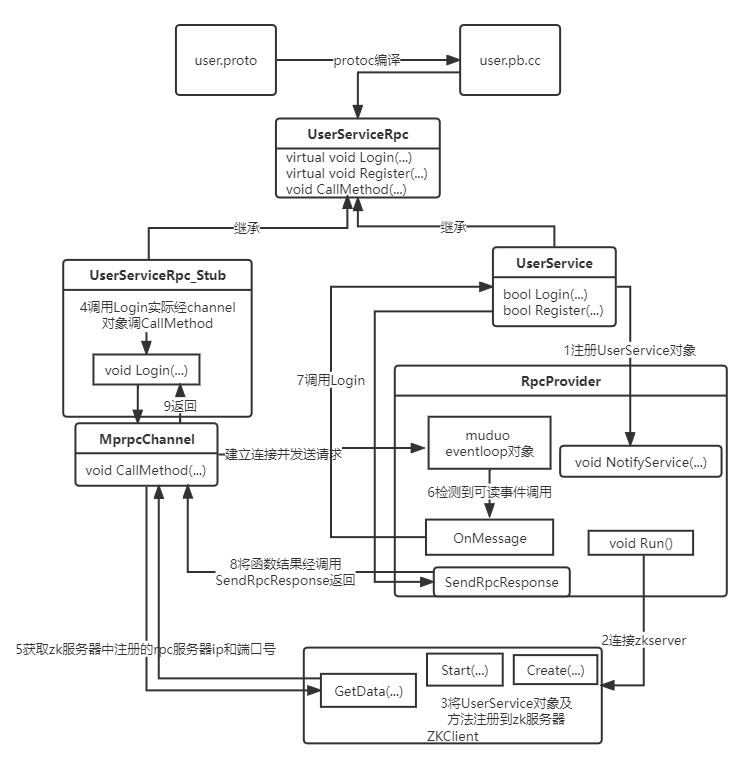 user.proto
protoc编译
user.pb.cc
UserServiceRpc
virtual void Login(...)
virtual void Register(...)
void CallMethod(...)
继承
继承
UserServiceRpc_Stub
4调用Login实际经channel
对象调CallMethod
void Login(...)
9返回
MprpcChannel
void CallMethod(...)
UserService
bool Login(...)
bool Register(...)
1注册UserService对象
7调用Login
RpcProvider
muduo
eventloop对象
void NotifyService(...)
建立连接并发送请求
6检测到可读事件调用
OnMessage
void Run()
8将函数结果经调用
SendRpcResponse返回
SendRpcResponse
2连接zkserver
5获取zk服务器中注册的rpc服务器ip和端口号
GetData(...)
Start(...)
Create(...)
3将UserService对象及
方法注册到zk服务器
ZKClient